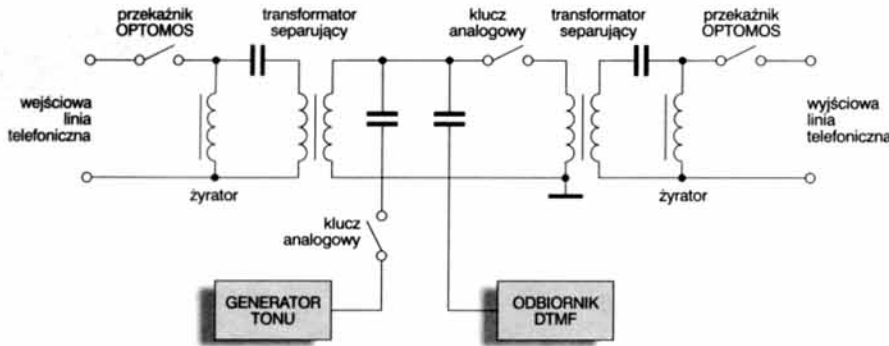 przekaźnik
OPTOMOS
transformator
separujący
klucz
analogowy
transformator
separujący
przekaźnik
OPTOMOS
wejściowa
linia
telefoniczna
wyjściowa
linia
telefoniczna
żyrator
żyrator
klucz
analogowy
GENERATOR
TONU
ODBIORNIK
DTMF